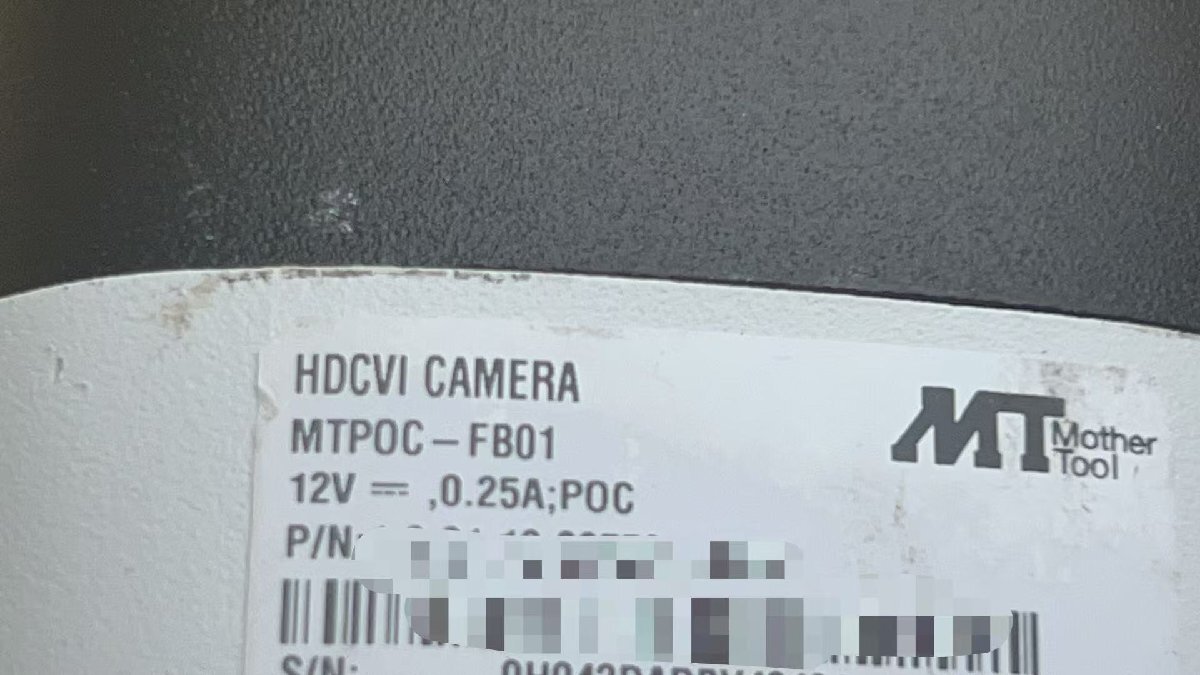 HDCVI CAMERA
MTPOC-FB01
12V ⎓ ,0.25A;POC
MT Mother
Tool
P/N:
S/N: